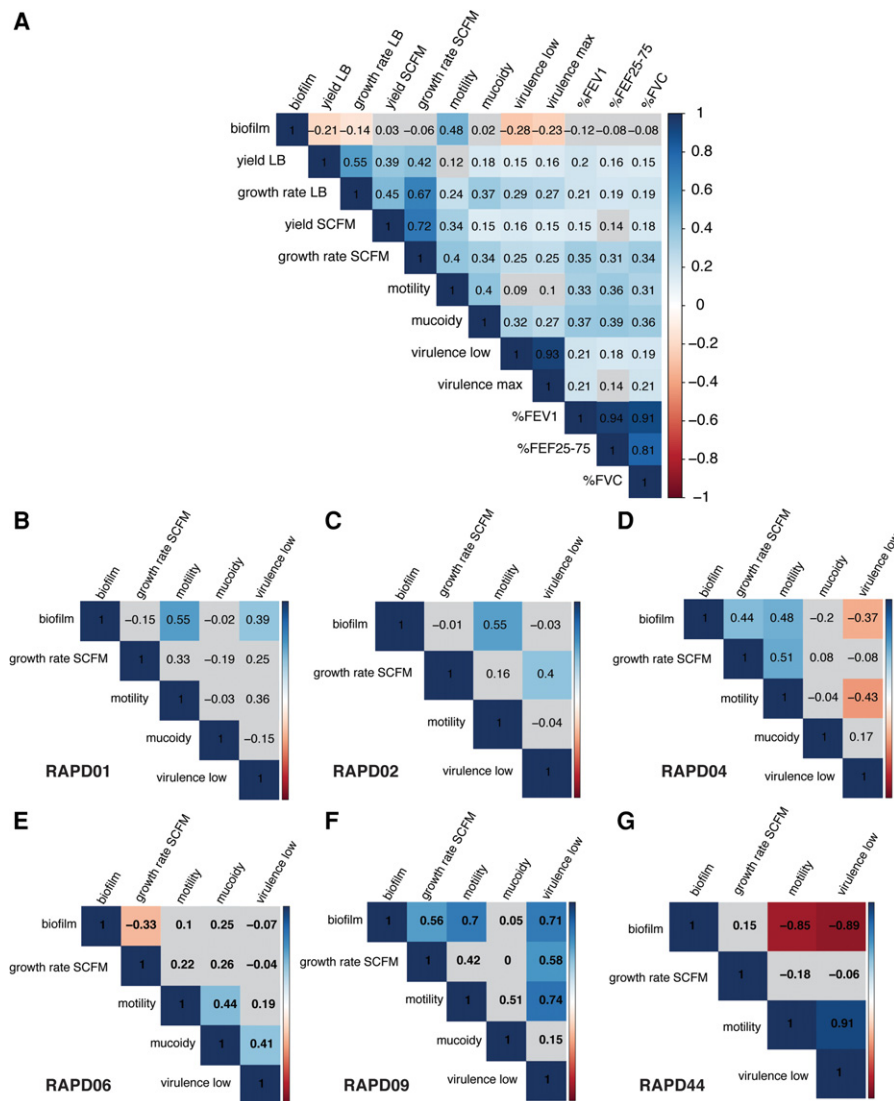 A
biofilm
yield LB
growth rate LB
yield SCFM
growth rate SCFM
motility
mucoidy
virulence low
virulence max
%FEV1
%FEF25-75
%FVC
biofilm 1 −0.21 −0.14 0.03 −0.06 0.48 0.02 −0.28 −0.23 −0.12 −0.08 −0.08
yield LB 1 0.55 0.39 0.42 0.12 0.18 0.15 0.16 0.2 0.16 0.15
growth rate LB 1 0.45 0.67 0.24 0.37 0.29 0.27 0.21 0.19 0.19
yield SCFM 1 0.72 0.34 0.15 0.16 0.15 0.15 0.14 0.18
growth rate SCFM 1 0.4 0.34 0.25 0.25 0.35 0.31 0.34
motility 1 0.4 0.09 0.1 0.33 0.36 0.31
mucoidy 1 0.32 0.27 0.37 0.39 0.36
virulence low 1 0.93 0.21 0.18 0.19
virulence max 1 0.21 0.14 0.21
%FEV1 1 0.94 0.91
%FEF25-75 1 0.81
%FVC 1
1
0.8
0.6
0.4
0.2
0
−0.2
−0.4
−0.6
−0.8
−1
B
biofilm
growth rate SCFM
motility
mucoidy
virulence low
biofilm 1 −0.15 0.55 −0.02 0.39
growth rate SCFM 1 0.33 −0.19 0.25
motility 1 −0.03 0.36
mucoidy 1 −0.15
virulence low 1
RAPD01
C
biofilm
growth rate SCFM
motility
virulence low
biofilm 1 −0.01 0.55 −0.03
growth rate SCFM 1 0.16 0.4
motility 1 −0.04
virulence low 1
RAPD02
D
biofilm
growth rate SCFM
motility
mucoidy
virulence low
biofilm 1 0.44 0.48 −0.2 −0.37
growth rate SCFM 1 0.51 0.08 −0.08
motility 1 −0.04 −0.43
mucoidy 1 0.17
virulence low 1
RAPD04
E
biofilm
growth rate SCFM
motility
mucoidy
virulence low
biofilm 1 −0.33 0.1 0.25 −0.07
growth rate SCFM 1 0.22 0.26 −0.04
motility 1 0.44 0.19
mucoidy 1 0.41
virulence low 1
RAPD06
F
biofilm
growth rate SCFM
motility
mucoidy
virulence low
biofilm 1 0.56 0.7 0.05 0.71
growth rate SCFM 1 0.42 0 0.58
motility 1 0.51 0.74
mucoidy 1 0.15
virulence low 1
RAPD09
G
biofilm
growth rate SCFM
motility
virulence low
biofilm 1 0.15 −0.85 −0.89
growth rate SCFM 1 −0.18 −0.06
motility 1 0.91
virulence low 1
RAPD44